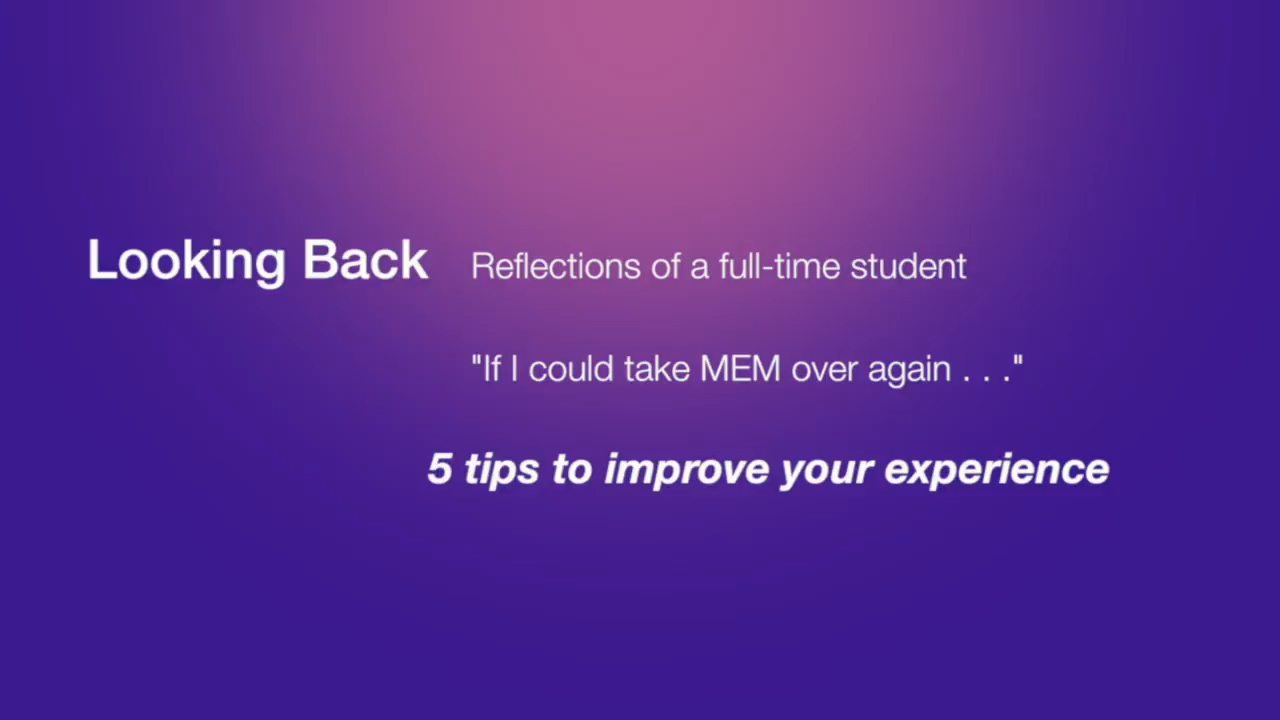 Looking Back Reflections of a full-time student
"If I could take MEM over again . . ."
5 tips to improve your experience